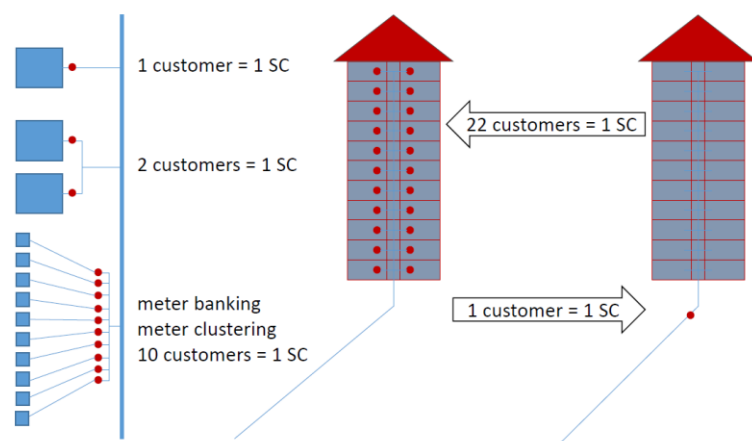 1 customer = 1 SC
2 customers = 1 SC
meter banking
meter clustering
10 customers = 1 SC
22 customers = 1 SC
1 customer = 1 SC